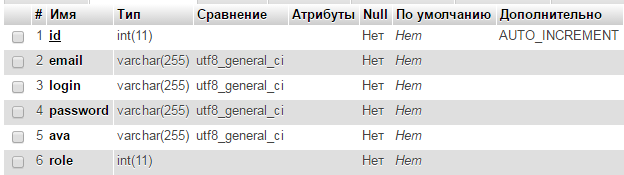 # Имя Тип Сравнение Атрибуты Null По умолчанию Дополнительно
1 id int(11) Нет Нет AUTO_INCREMENT
2 email varchar(255) utf8_general_ci Нет Нет
3 login varchar(255) utf8_general_ci Нет Нет
4 password varchar(255) utf8_general_ci Нет Нет
5 ava varchar(255) utf8_general_ci Нет Нет
6 role int(11) Нет Нет